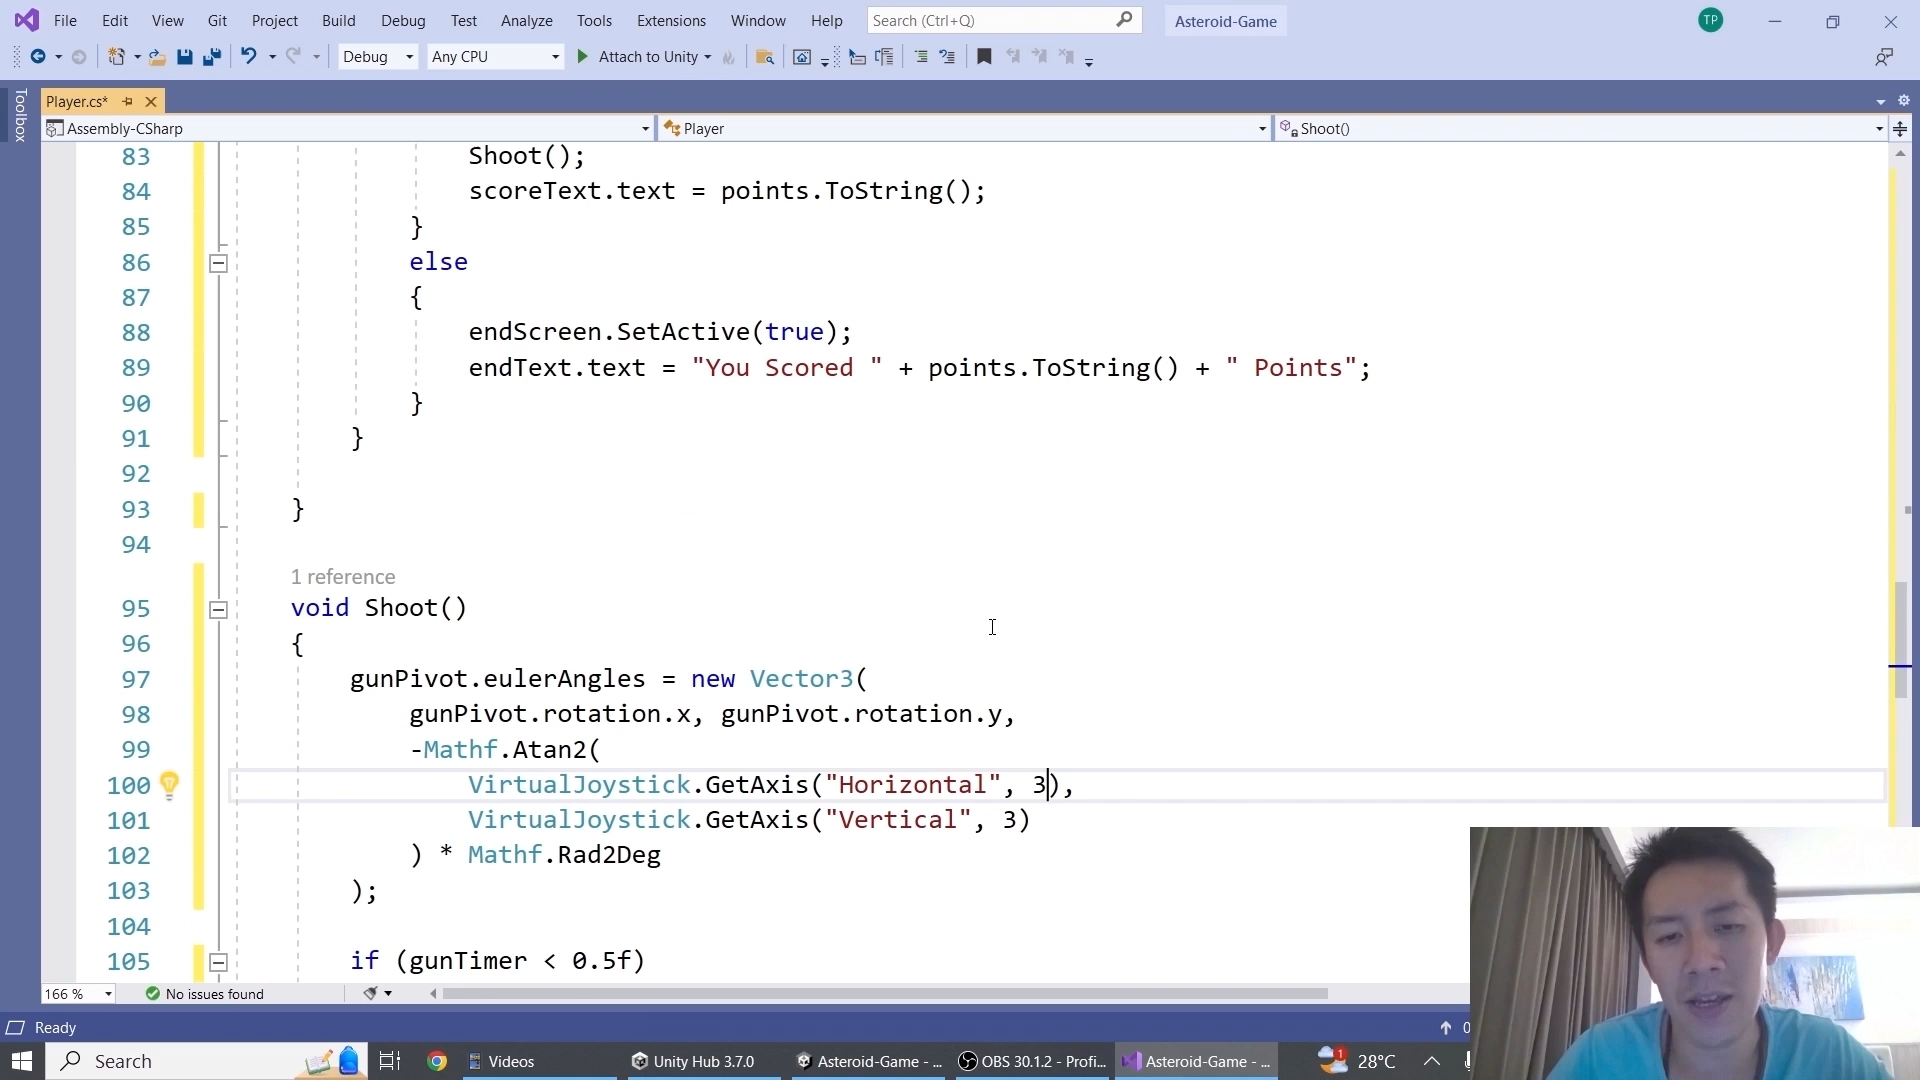 File Edit View Git Project Build Debug Test Analyze Tools Extensions Window Help Search (Ctrl+Q) Asteroid-Game TP
Debug Any CPU Attach to Unity
Toolbox
Player.cs*
Assembly-CSharp Player Shoot()
83 Shoot();
84 scoreText.text = points.ToString();
85 }
86 else
87 {
88 endScreen.SetActive(true);
89 endText.text = "You Scored " + points.ToString() + " Points";
90 }
91 }
92
93 }
94
1 reference
95 void Shoot()
96 {
97 gunPivot.eulerAngles = new Vector3(
98 gunPivot.rotation.x, gunPivot.rotation.y,
99 -Mathf.Atan2(
100 VirtualJoystick.GetAxis("Horizontal", 3),
101 VirtualJoystick.GetAxis("Vertical", 3)
102 ) * Mathf.Rad2Deg
103 );
104
105 if (gunTimer < 0.5f)
166 % No issues found
Ready 0
Search Videos Unity Hub 3.7.0 Asteroid-Game - ... OBS 30.1.2 - Profi... Asteroid-Game - ... 1 28°C